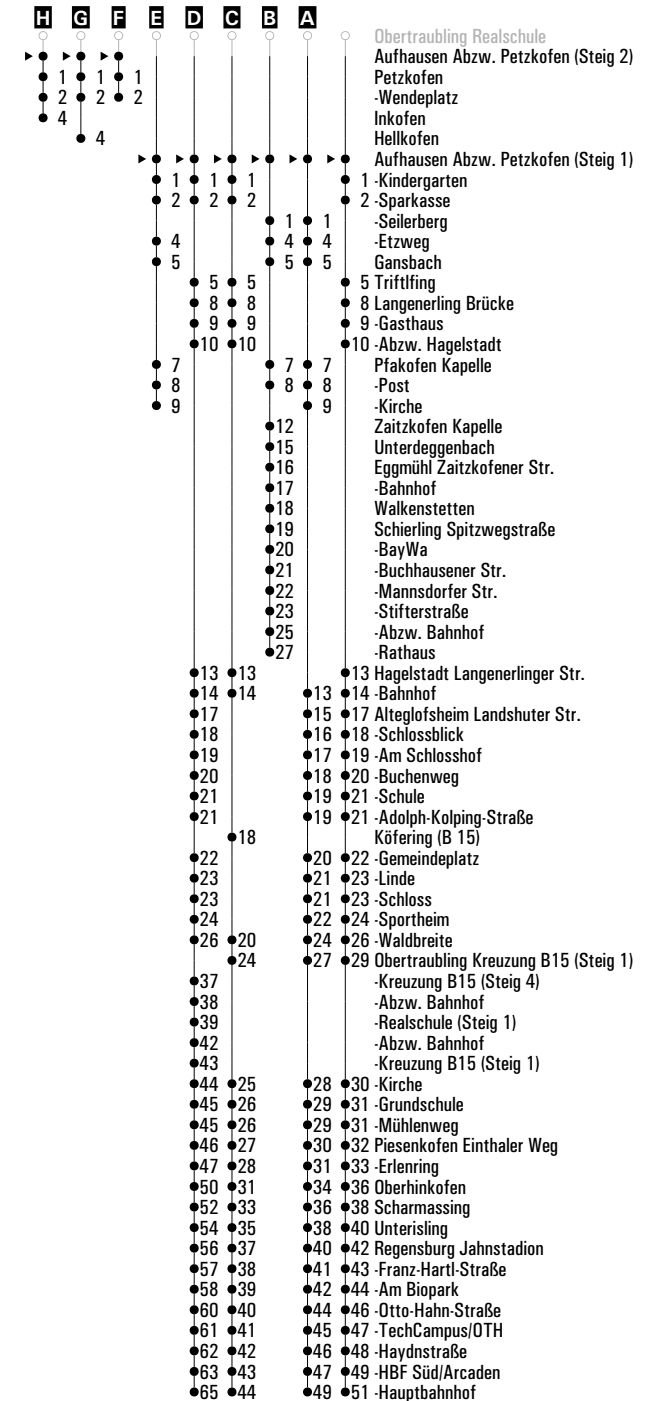 H G F E D C B A
Obertraubling Realschule
Aufhausen Abzw. Petzkofen (Steig 2)
1 1 1 Petzkofen
2 2 2 -Wendeplatz
4 Inkofen
4 Hellkofen
Aufhausen Abzw. Petzkofen (Steig 1)
1 1 1 1 -Kindergarten
2 2 2 2 -Sparkasse
1 1 -Seilerberg
4 4 4 -Etzweg
5 5 5 Gansbach
5 5 5 Triftlfing
8 8 8 Langenerling Brücke
9 9 9 -Gasthaus
10 10 10 -Abzw. Hagelstadt
7 7 7 Pfakofen Kapelle
8 8 8 -Post
9 9 -Kirche
12 Zaitzkofen Kapelle
15 Unterdeggenbach
16 Eggmühl Zaitzkofener Str.
17 -Bahnhof
18 Walkenstetten
19 Schierling Spitzwegstraße
20 -BayWa
21 -Buchhausener Str.
22 -Mannsdorfer Str.
23 -Stifterstraße
25 -Abzw. Bahnhof
27 -Rathaus
13 13 13 Hagelstadt Langenerlinger Str.
14 14 13 14 -Bahnhof
17 15 17 Alteglofsheim Landshuter Str.
18 16 18 -Schlossblick
19 17 19 -Am Schlosshof
20 18 20 -Buchenweg
21 19 21 -Schule
21 19 21 -Adolph-Kolping-Straße
18 Köfering (B 15)
22 20 22 -Gemeindeplatz
23 21 23 -Linde
23 21 23 -Schloss
24 22 24 -Sportheim
26 20 24 26 -Waldbreite
24 27 29 Obertraubling Kreuzung B15 (Steig 1)
37 -Kreuzung B15 (Steig 4)
38 -Abzw. Bahnhof
39 -Realschule (Steig 1)
42 -Abzw. Bahnhof
43 -Kreuzung B15 (Steig 1)
44 25 28 30 -Kirche
45 26 29 31 -Grundschule
45 26 29 31 -Mühlenweg
46 27 30 32 Piesenkofen Einthaler Weg
47 28 31 33 -Erlenring
50 31 34 36 Oberhinkofen
52 33 36 38 Scharmassing
54 35 38 40 Unterisling
56 37 40 42 Regensburg Jahnstadion
57 38 41 43 -Franz-Hartl-Straße
58 39 42 44 -Am Biopark
60 40 44 46 -Otto-Hahn-Straße
61 41 45 47 -TechCampus/OTH
62 42 46 48 -Haydnstraße
63 43 47 49 -HBF Süd/Arcaden
65 44 49 51 -Hauptbahnhof